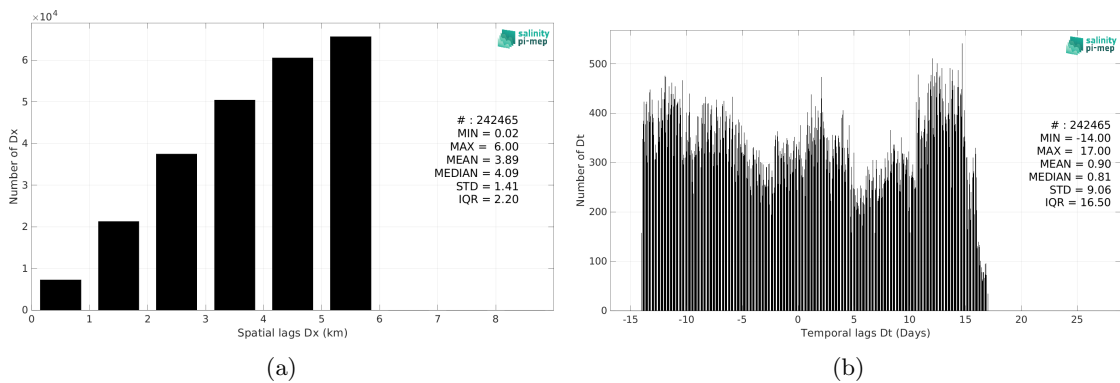 ×10⁴
6
5
4
3
2
1
0
Number of Dx
0 1 2 3 4 5 6 7 8
Spatial lags Dx (km)
salinity
pi-mep
# : 242465
MIN = 0.02
MAX = 6.00
MEAN = 3.89
MEDIAN = 4.09
STD = 1.41
IQR = 2.20
(a)
500
400
300
200
100
0
Number of Dt
-15 -10 -5 0 5 10 15 20 25
Temporal lags Dt (Days)
salinity
pi-mep
# : 242465
MIN = -14.00
MAX = 17.00
MEAN = 0.90
MEDIAN = 0.81
STD = 9.06
IQR = 16.50
(b)